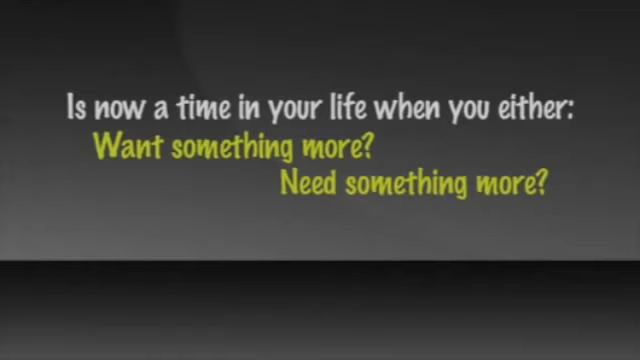 Is now a time in your life when you either:
Want something more?
Need something more?